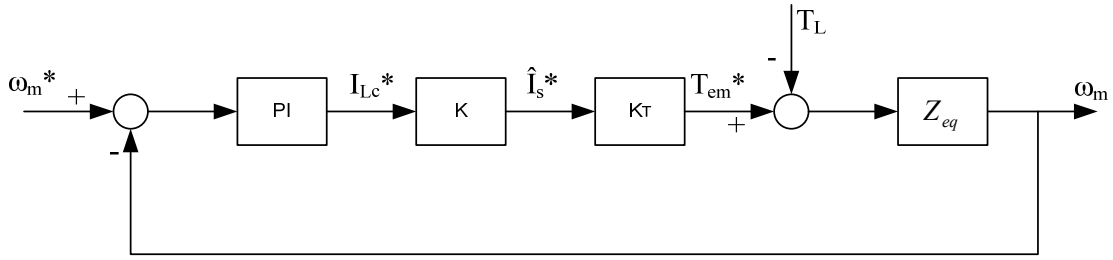 T_L
-
ω_m*
+
I_Lc*
Î_s*
T_em*
ω_m
PI
K
K_T
Z_eq
+
-